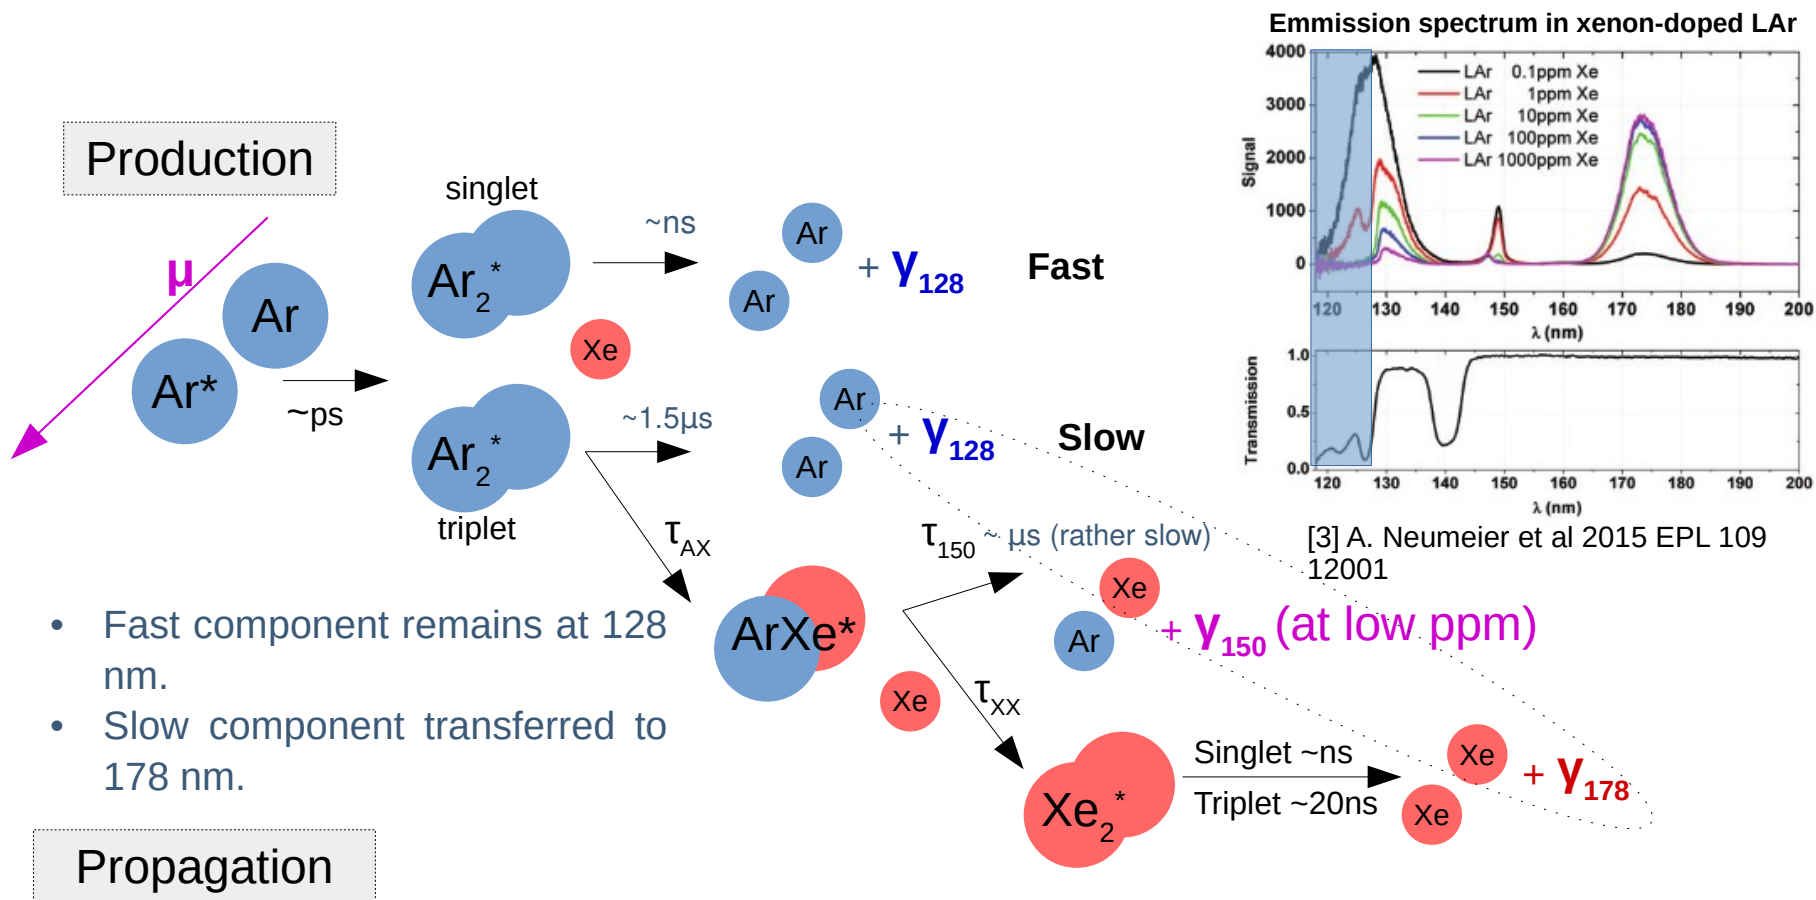 Emmission spectrum in xenon-doped LAr
4000
3000
2000
1000
0
Signal
LAr 0.1ppm Xe
LAr 1ppm Xe
LAr 10ppm Xe
LAr 100ppm Xe
LAr 1000ppm Xe
120 130 140 150 160 170 180 190 200
λ (nm)
1.0
0.5
0.0
Transmission
120 130 140 150 160 170 180 190 200
λ (nm)
[3] A. Neumeier et al 2015 EPL 109
12001
Production
μ
Ar
Ar*
~ps
singlet
Ar2*
~ns
Ar
Ar
+ γ128
Fast
Xe
Ar2*
triplet
~1.5μs
Ar
Ar
+ γ128
Slow
τAX
ArXe*
τ150 ~ μs (rather slow)
Xe
Ar
+ γ150 (at low ppm)
Xe
τXX
Xe2*
Singlet ~ns
Triplet ~20ns
Xe
Xe
+ γ178
• Fast component remains at 128
nm.
• Slow component transferred to
178 nm.
Propagation